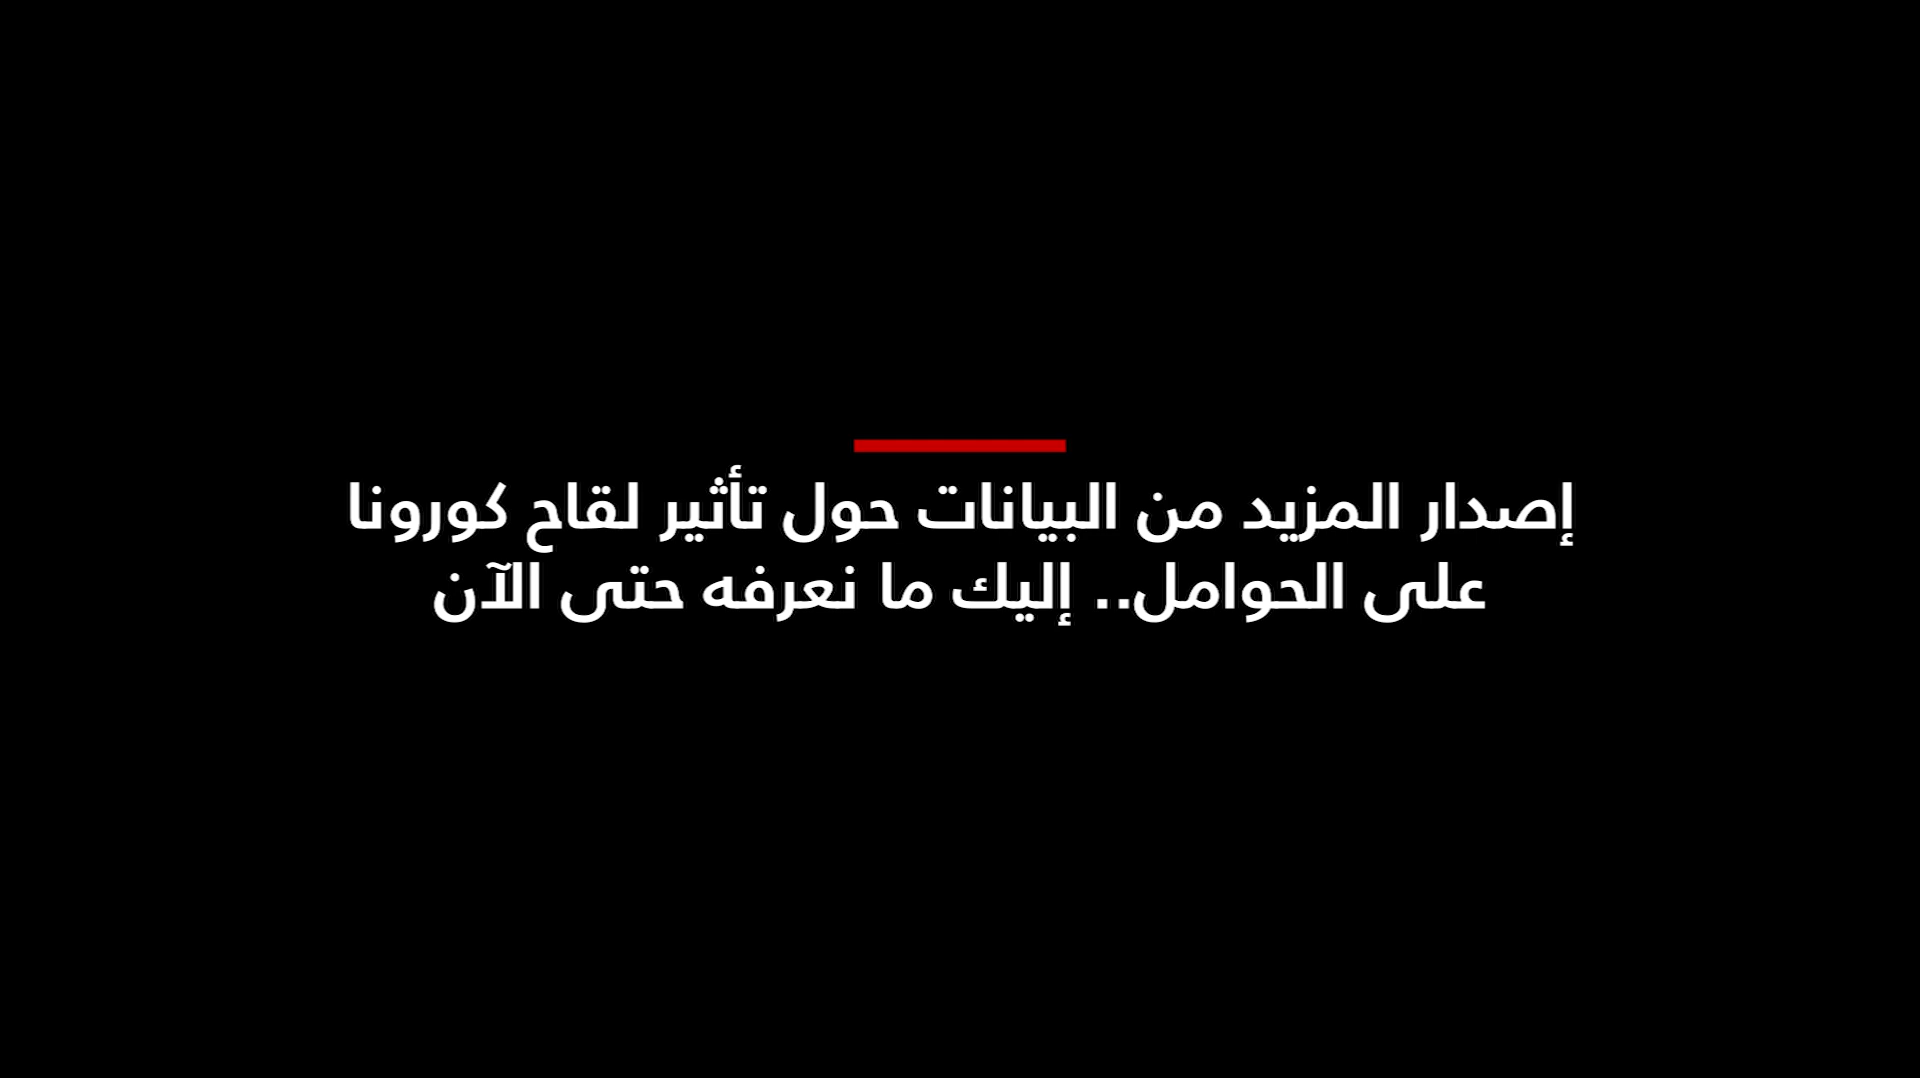 إصدار المزيد من البيانات حول تأثير لقاح كورونا
على الحوامل.. إليك ما نعرفه حتى الآن